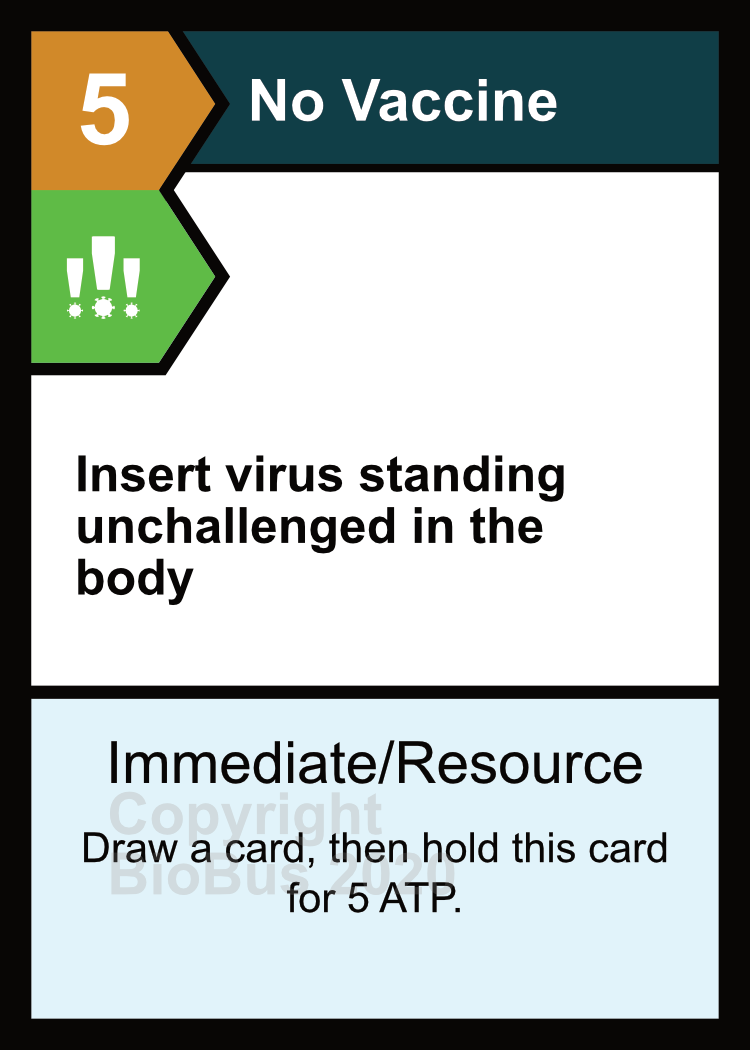 5
No Vaccine
!!!
Insert virus standing
unchallenged in the
body
Immediate/Resource
Copyright
Draw a card, then hold this card
BioBus 2020
for 5 ATP.